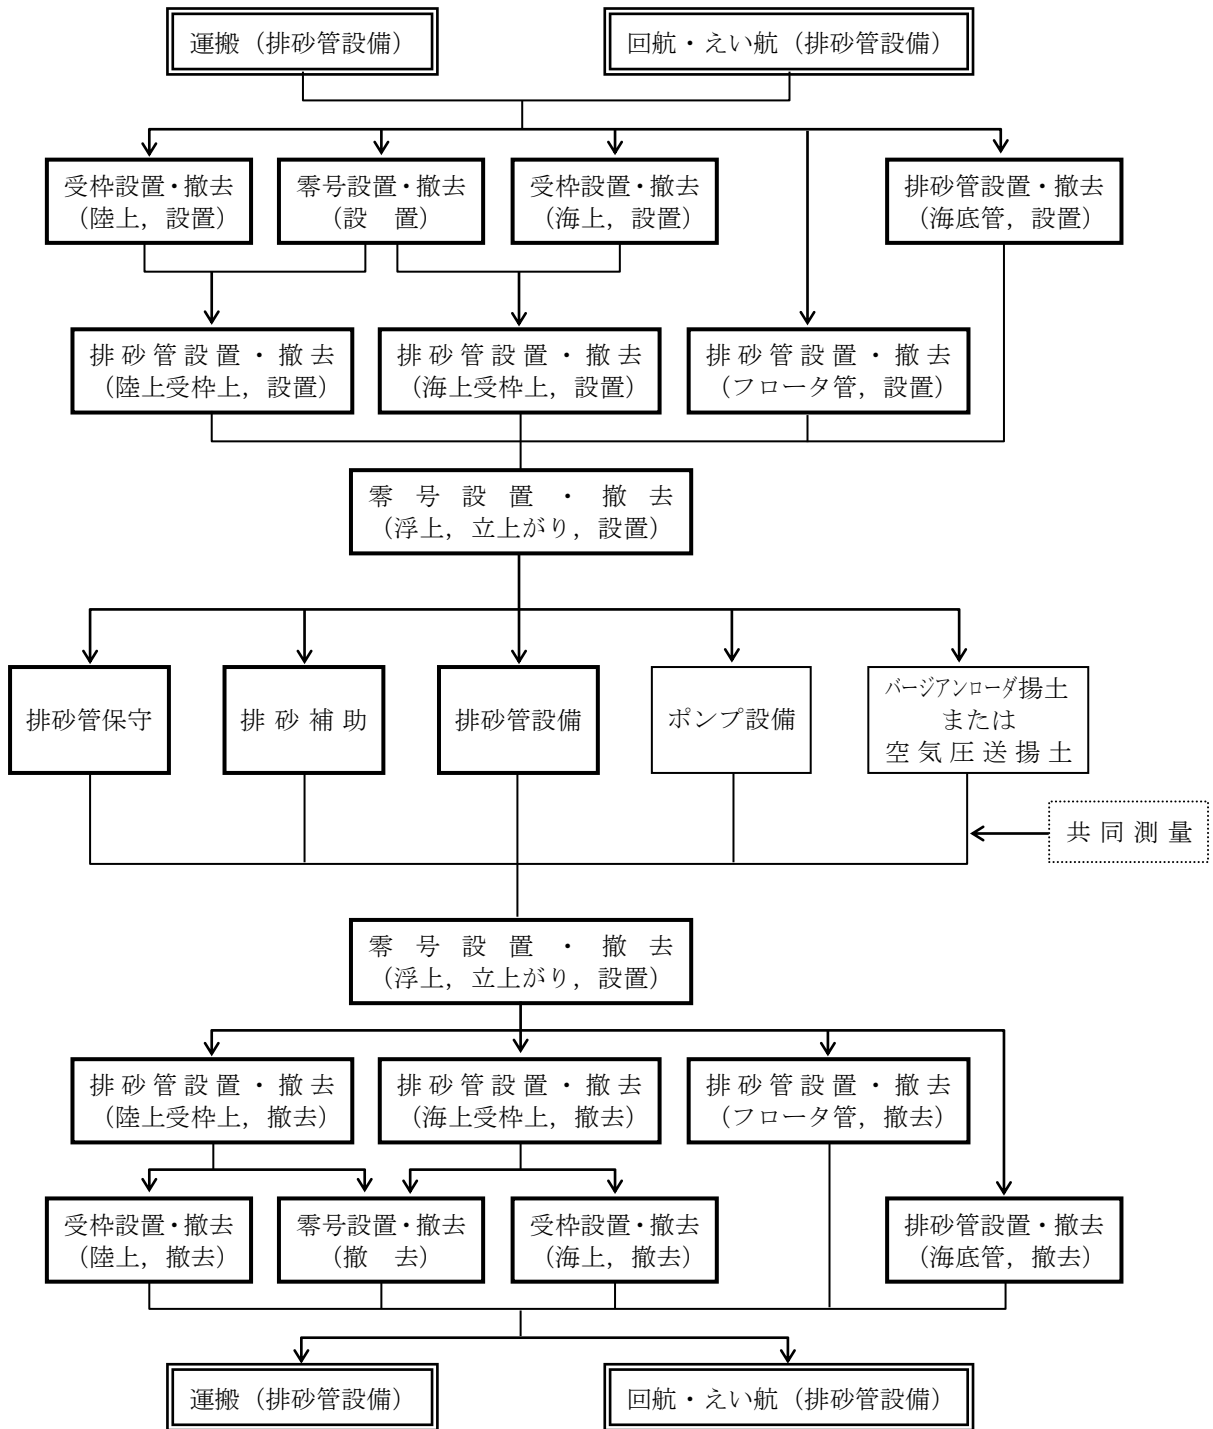 運搬（排砂管設備）
回航・えい航（排砂管設備）
受枠設置・撤去
（陸上，設置）
零号設置・撤去
（設　置）
受枠設置・撤去
（海上，設置）
排砂管設置・撤去
（海底管，設置）
排砂管設置・撤去
（陸上受枠上，設置）
排砂管設置・撤去
（海上受枠上，設置）
排砂管設置・撤去
（フロータ管，設置）
零号設置・撤去
（浮上，立上がり，設置）
排砂管保守
排砂補助
排砂管設備
ポンプ設備
バージアンローダ揚土
または
空気圧送揚土
共同測量
零号設置・撤去
（浮上，立上がり，設置）
排砂管設置・撤去
（陸上受枠上，撤去）
排砂管設置・撤去
（海上受枠上，撤去）
排砂管設置・撤去
（フロータ管，撤去）
受枠設置・撤去
（陸上，撤去）
零号設置・撤去
（撤　去）
受枠設置・撤去
（海上，撤去）
排砂管設置・撤去
（海底管，撤去）
運搬（排砂管設備）
回航・えい航（排砂管設備）